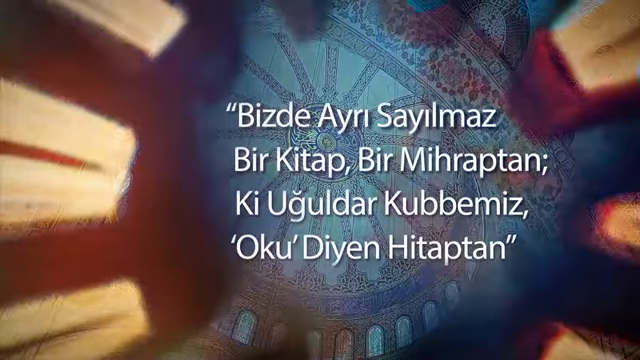 “Bizde Ayrı Sayılmaz
Bir Kitap, Bir Mihraptan;
Ki Uğuldar Kubbemiz,
‘Oku’ Diyen Hitaptan”